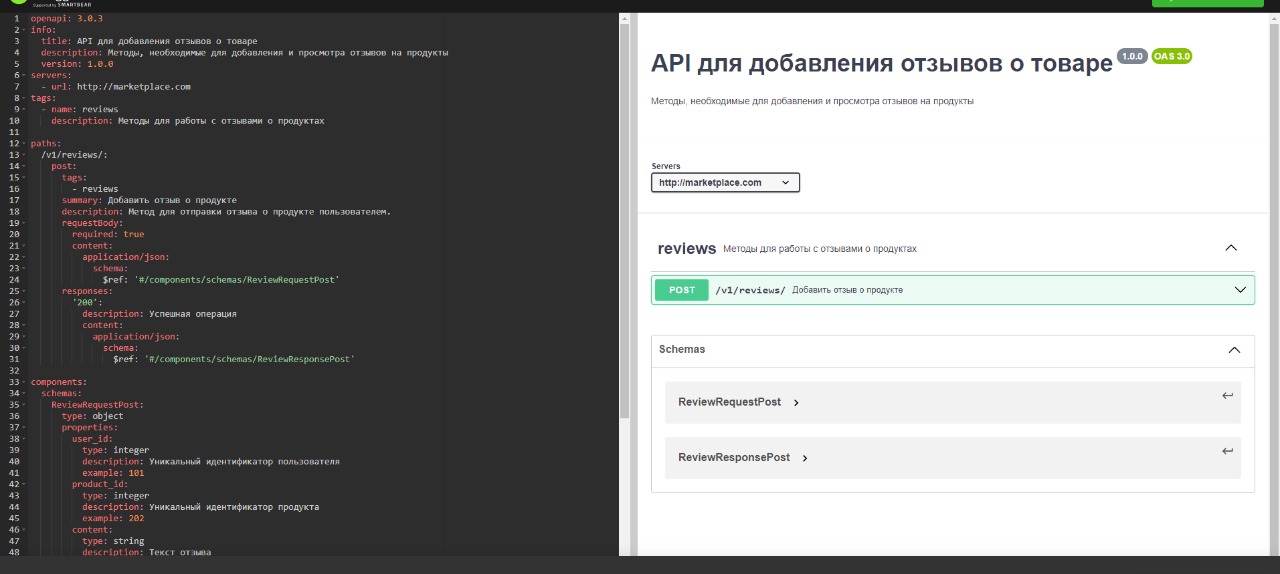 Supported by SMARTBEAR
1 openapi: 3.0.3
2 info:
3 title: API для добавления отзывов о товаре
4 description: Методы, необходимые для добавления и просмотра отзывов на продукты
5 version: 1.0.0
6 servers:
7 - url: http://marketplace.com
8 tags:
9 - name: reviews
10 description: Методы для работы с отзывами о продуктах
11
12 paths:
13 /v1/reviews/:
14 post:
15 tags:
16 - reviews
17 summary: Добавить отзыв о продукте
18 description: Метод для отправки отзыва о продукте пользователем.
19 requestBody:
20 required: true
21 content:
22 application/json:
23 schema:
24 $ref: '#/components/schemas/ReviewRequestPost'
25 responses:
26 '200':
27 description: Успешная операция
28 content:
29 application/json:
30 schema:
31 $ref: '#/components/schemas/ReviewResponsePost'
32
33 components:
34 schemas:
35 ReviewRequestPost:
36 type: object
37 properties:
38 user_id:
39 type: integer
40 description: Уникальный идентификатор пользователя
41 example: 101
42 product_id:
43 type: integer
44 description: Уникальный идентификатор продукта
45 example: 202
46 content:
47 type: string
48 description: Текст отзыва
API для добавления отзывов о товаре 1.0.0 OAS 3.0
Методы, необходимые для добавления и просмотра отзывов на продукты
Servers
http://marketplace.com
reviews Методы для работы с отзывами о продуктах
POST /v1/reviews/ Добавить отзыв о продукте
Schemas
ReviewRequestPost
ReviewResponsePost